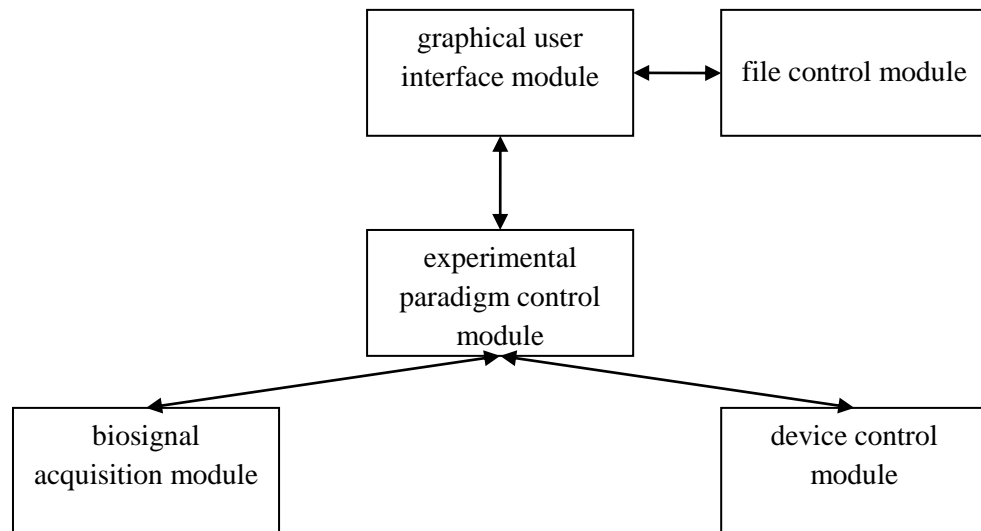 graphical user
interface module
file control module
experimental
paradigm control
module
biosignal
acquisition module
device control
module